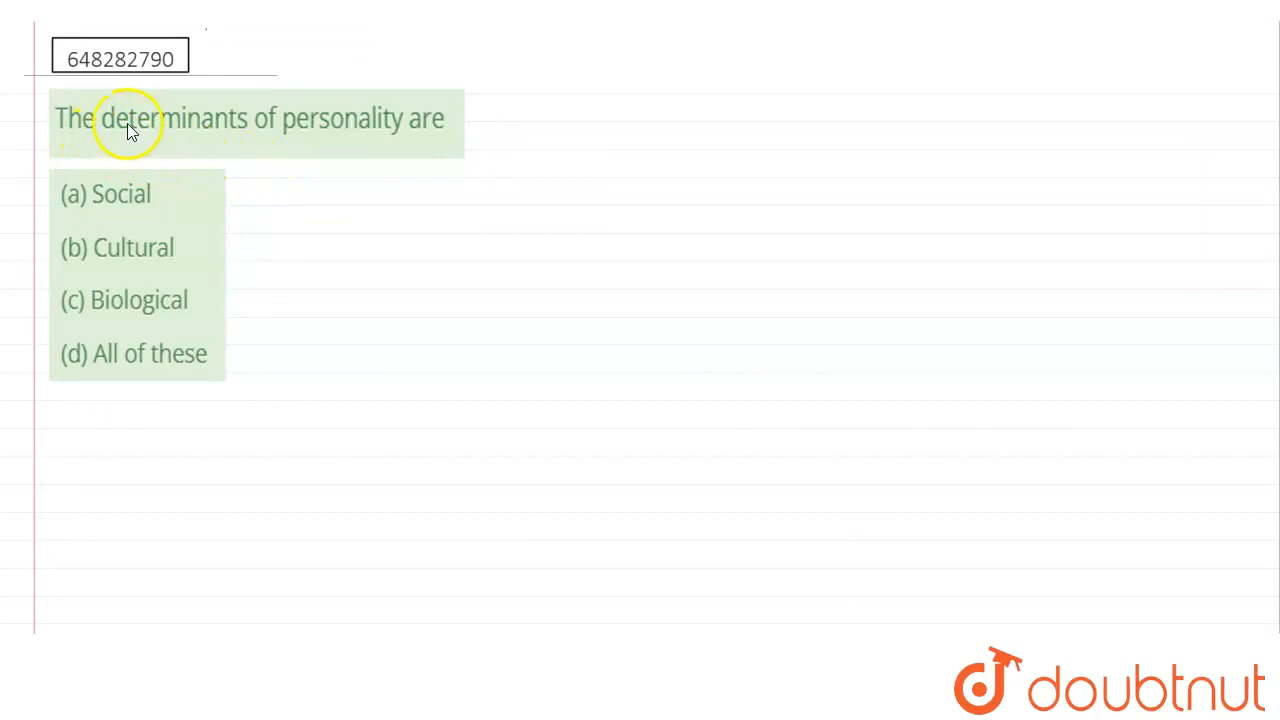 648282790
The determinants of personality are
(a) Social
(b) Cultural
(c) Biological
(d) All of these
doubtnut